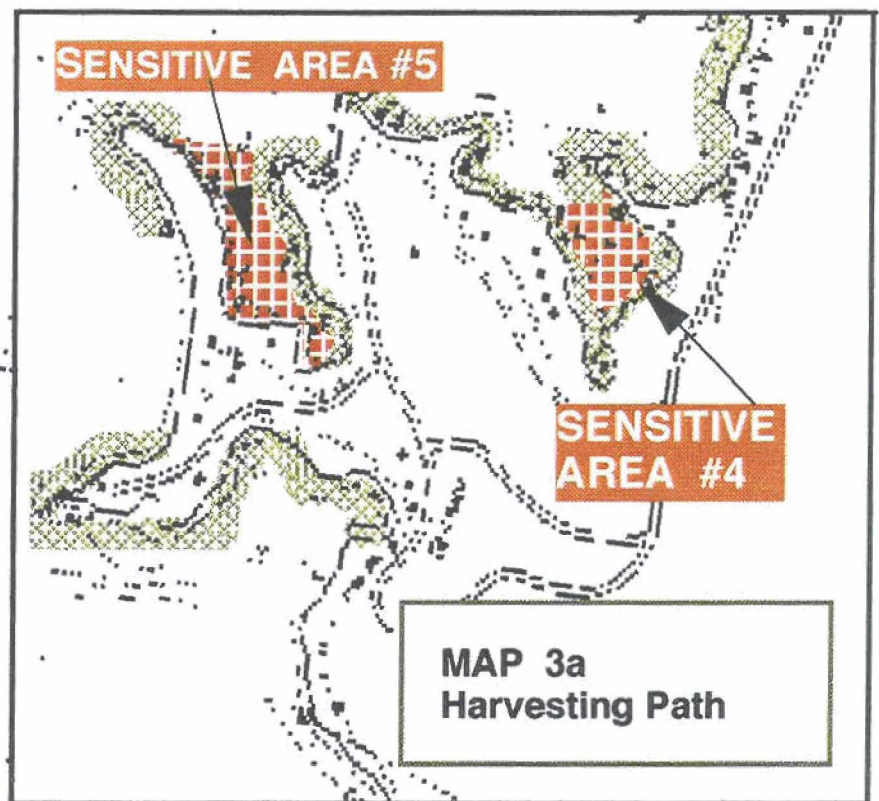 SENSITIVE AREA #5
SENSITIVE
AREA #4
MAP 3a
Harvesting Path